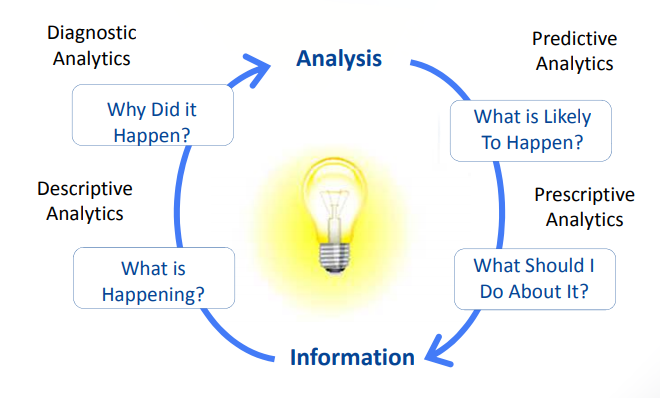 Diagnostic
Analytics
Analysis
Predictive
Analytics
Why Did it
Happen?
What is Likely
To Happen?
Descriptive
Analytics
Prescriptive
Analytics
What is
Happening?
What Should I
Do About It?
Information